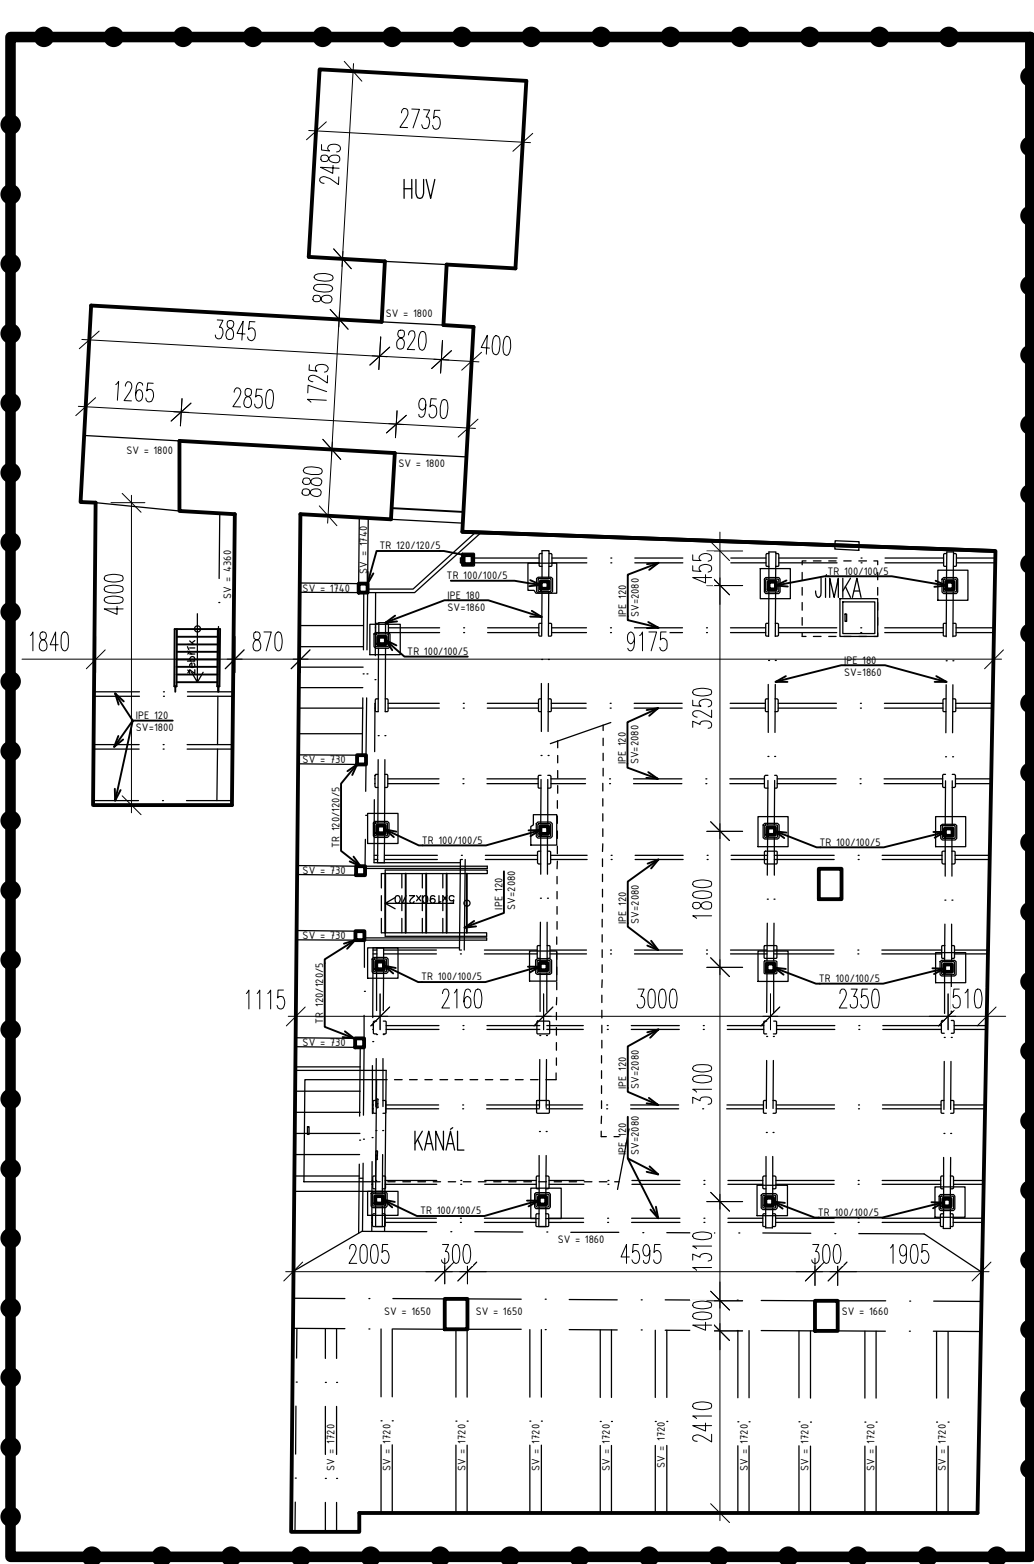 2735
2485
HUV
800
SV = 1800
3845
820
400
1725
1265
2850
950
SV = 1800
SV = 1800
880
SV = 1740
TR 120/120/5
SV = 4360
4000
SV = 1740
TR 100/100/5
IPE 180
SV=1860
IPE 120
SV=2080
455
TR 100/100/5
JÍMKA
1840
žebřík
870
TR 100/100/5
9175
IPE 180
SV=1860
IPE 120
SV=1800
3250
IPE 120
SV=2080
SV = 730
TR 120/120/5
TR 100/100/5
TR 100/100/5
SV = 730
5x190x270
IPE 120
SV=2080
IPE 120
SV=2080
1800
SV = 730
TR 120/120/5
TR 100/100/5
TR 100/100/5
1115
2160
3000
2350
510
SV = 730
IPE 120
SV=2080
3100
KANÁL
IPE 120
SV=2080
TR 100/100/5
TR 100/100/5
SV = 1860
2005
300
4595
1310
300
1905
SV = 1650
SV = 1650
400
SV = 1660
2410
SV = 1720
SV = 1720
SV = 1720
SV = 1720
SV = 1720
SV = 1720
SV = 1720
SV = 1720
SV = 1720
SV = 1720